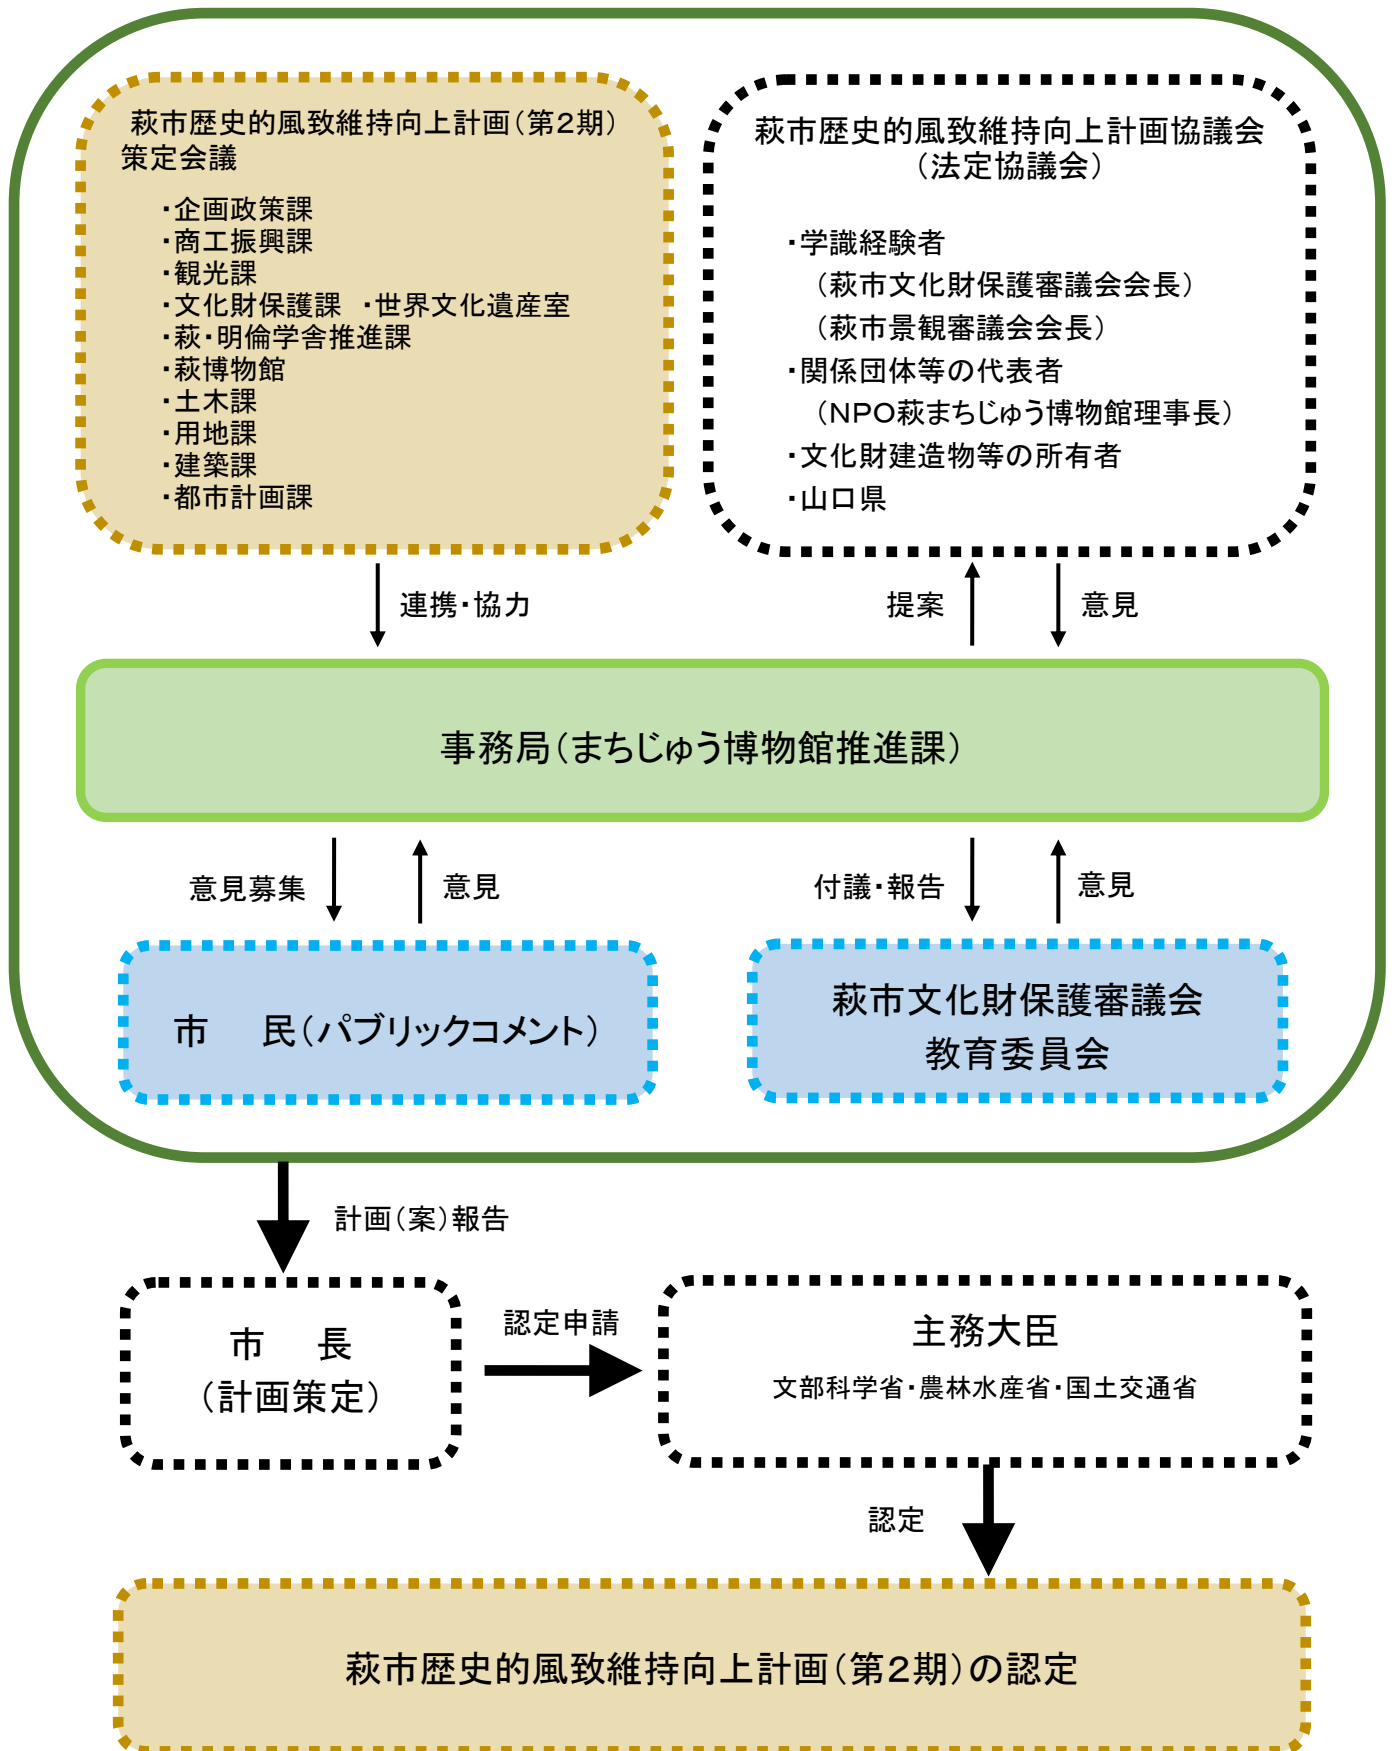 萩市歴史的風致維持向上計画（第２期）
策定会議
・企画政策課
・商工振興課
・観光課
・文化財保護課　・世界文化遺産室
・萩・明倫学舎推進課
・萩博物館
・土木課
・用地課
・建築課
・都市計画課
萩市歴史的風致維持向上計画協議会
（法定協議会）
・学識経験者
（萩市文化財保護審議会会長）
（萩市景観審議会会長）
・関係団体等の代表者
（ＮＰＯ萩まちじゅう博物館理事長）
・文化財建造物等の所有者
・山口県
連携・協力
提案
意見
事務局（まちじゅう博物館推進課）
意見募集
意見
付議・報告
意見
市　民（パブリックコメント）
萩市文化財保護審議会
教育委員会
計画（案）報告
市　長
（計画策定）
認定申請
主務大臣
文部科学省・農林水産省・国土交通省
認定
萩市歴史的風致維持向上計画（第２期）の認定